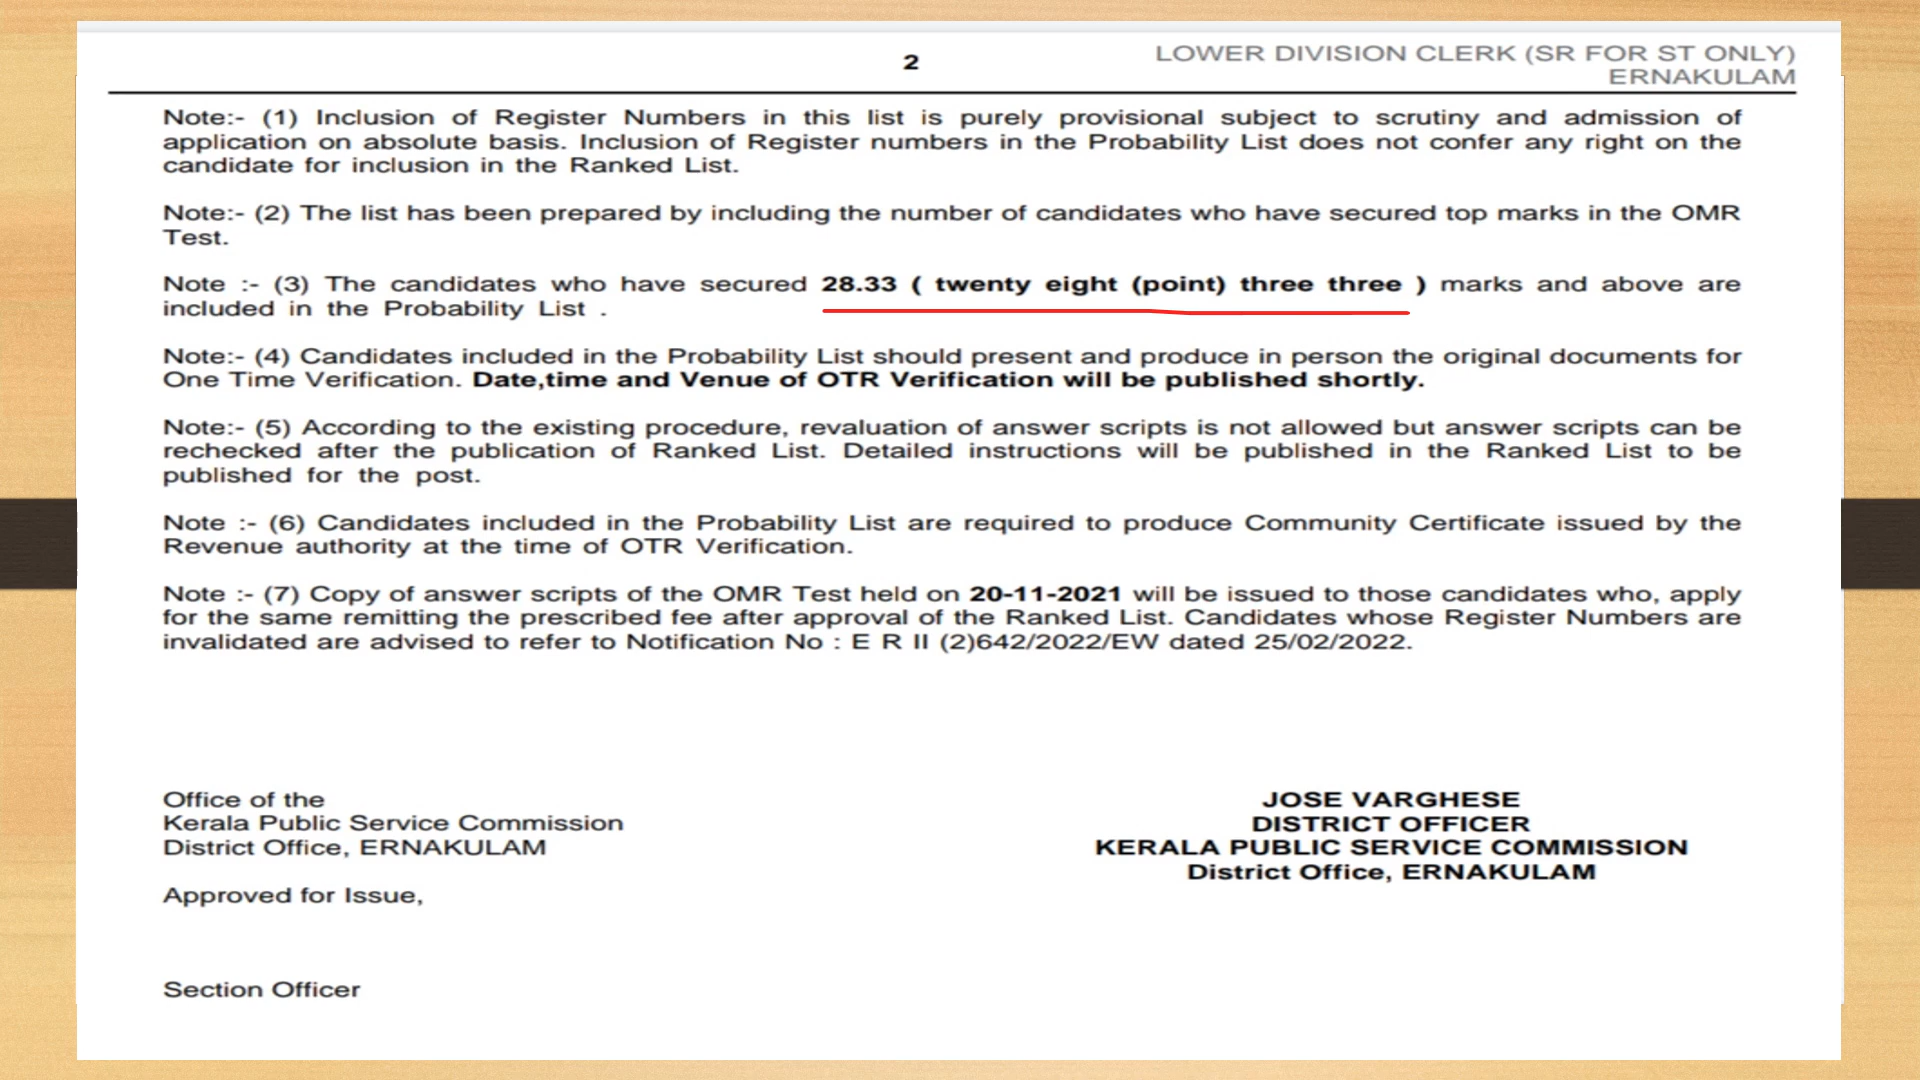 2
LOWER DIVISION CLERK (SR FOR ST ONLY)
ERNAKULAM
Note:- (1) Inclusion of Register Numbers in this list is purely provisional subject to scrutiny and admission of
application on absolute basis. Inclusion of Register numbers in the Probability List does not confer any right on the
candidate for inclusion in the Ranked List.
Note:- (2) The list has been prepared by including the number of candidates who have secured top marks in the OMR
Test.
Note :- (3) The candidates who have secured 28.33 ( twenty eight (point) three three ) marks and above are
included in the Probability List .
Note:- (4) Candidates included in the Probability List should present and produce in person the original documents for
One Time Verification. Date,time and Venue of OTR Verification will be published shortly.
Note:- (5) According to the existing procedure, revaluation of answer scripts is not allowed but answer scripts can be
rechecked after the publication of Ranked List. Detailed instructions will be published in the Ranked List to be
published for the post.
Note :- (6) Candidates included in the Probability List are required to produce Community Certificate issued by the
Revenue authority at the time of OTR Verification.
Note :- (7) Copy of answer scripts of the OMR Test held on 20-11-2021 will be issued to those candidates who, apply
for the same remitting the prescribed fee after approval of the Ranked List. Candidates whose Register Numbers are
invalidated are advised to refer to Notification No : E R II (2)642/2022/EW dated 25/02/2022.
Office of the
Kerala Public Service Commission
District Office, ERNAKULAM
Approved for Issue,
Section Officer
JOSE VARGHESE
DISTRICT OFFICER
KERALA PUBLIC SERVICE COMMISSION
District Office, ERNAKULAM